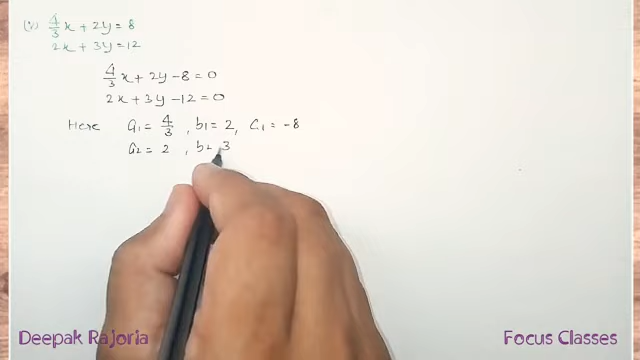 (v) 4/3 x + 2y = 8
2x + 3y = 12
4/3 x + 2y - 8 = 0
2x + 3y - 12 = 0
Here a1 = 4/3 , b1 = 2, c1 = -8
a2 = 2 , b2 = 3
Deepak Rajoria
Focus Classes